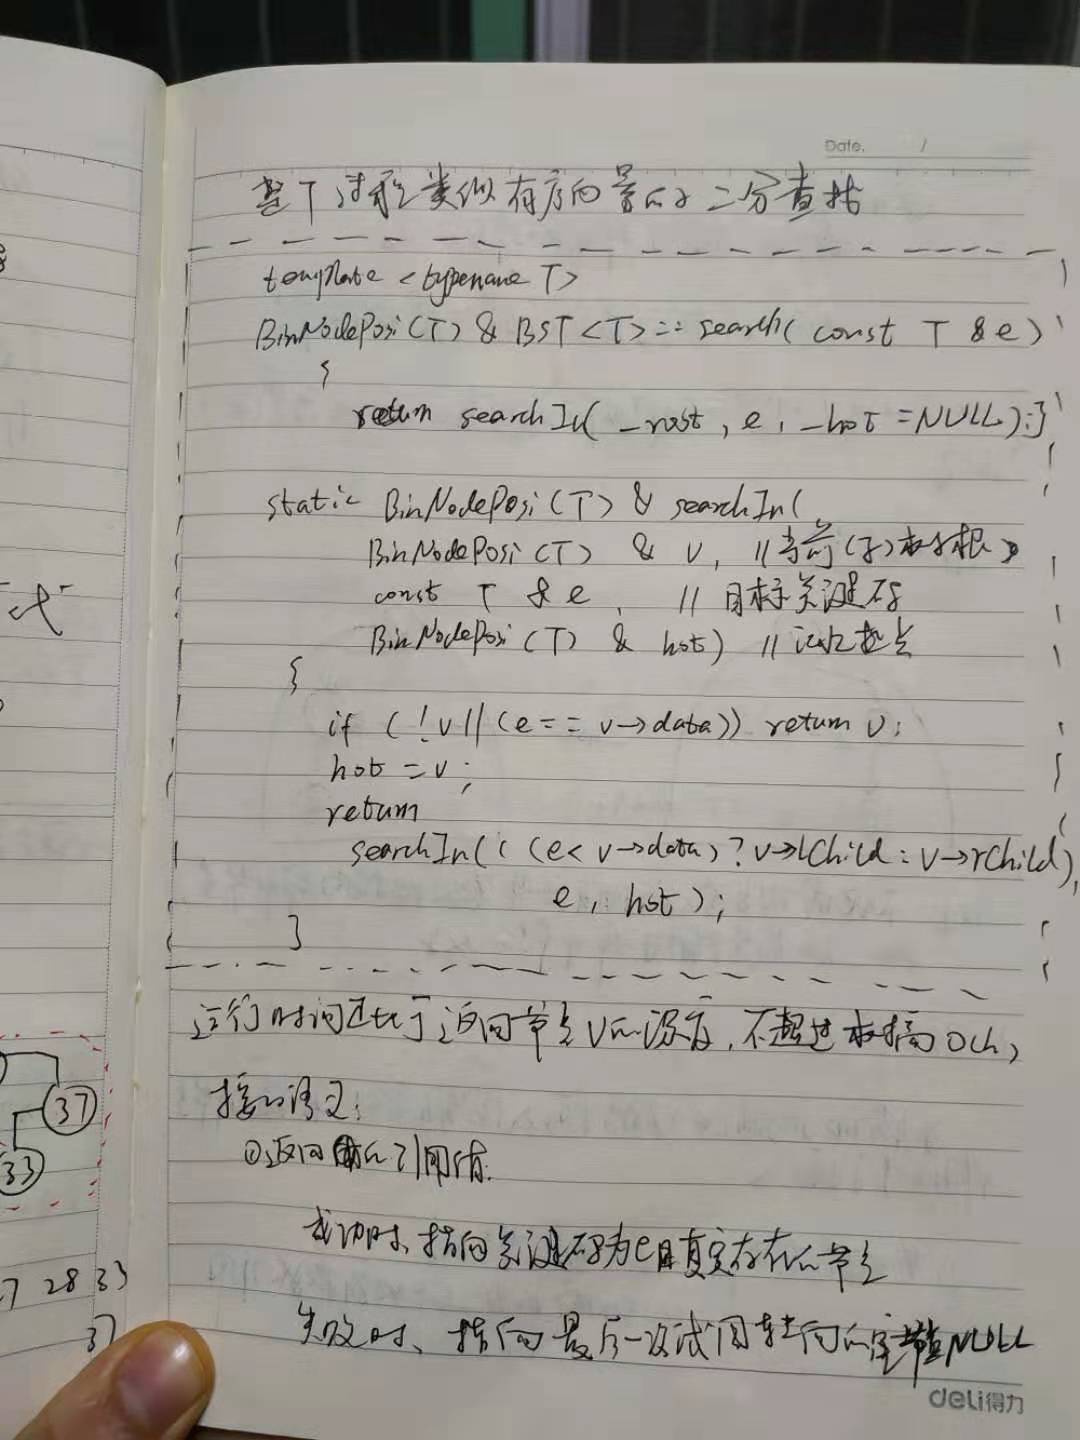 Date. /
整个过程类似有序向量的二分查找
template <typename T>
BinNodePosi(T) & BST<T>::search( const T &e)
{
return searchIn( _root, e, _hot = NULL);}
static BinNodePosi(T) & searchIn(
BinNodePosi(T) & v, //当前(子)树根
const T & e, // 目标关键码
BinNodePosi(T) & hot) // 记忆热点
{
if (!v||(e== v→data)) return v;
hot = v;
return
searchIn(( (e< v→data)?v→lChild:v→rChild),
e, hot);
}
运行时间正比于返回节点v的深度,不超过树高O(h)
接口语义:
①返回的引用值.
成功时、指向关键码为e且真实存在的节点
失败时、指向最后一次试图转向的空节点NULL
式
37
33
28 33
37
deli得力